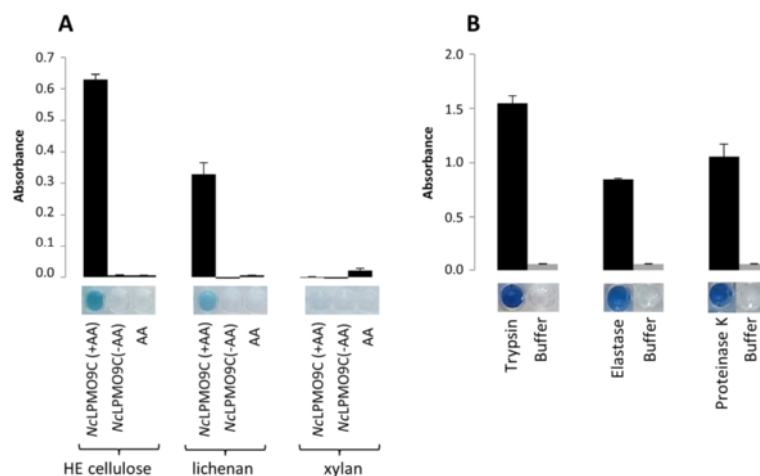 A
Absorbance
0.7
0.6
0.5
0.4
0.3
0.2
0.1
0.0
NcLPMO9C (+AA)
NcLPMO9C(-AA)
AA
NcLPMO9C (+AA)
NcLPMO9C(-AA)
AA
NcLPMO9C (+AA)
NcLPMO9C(-AA)
AA
HE cellulose
lichenan
xylan
B
Absorbance
2.0
1.5
1.0
0.5
0.0
Trypsin
Buffer
Elastase
Buffer
Proteinase K
Buffer